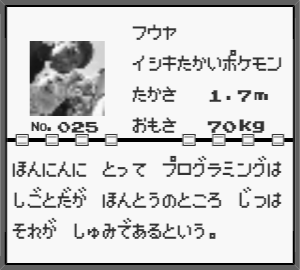 フウヤ
イシキたかいポケモン
たかさ 1.7m
おもさ 70kg
No.025
ほんにんに とって プログラミングは
しごとだが ほんとうのところ じつは
それが しゅみであるという。